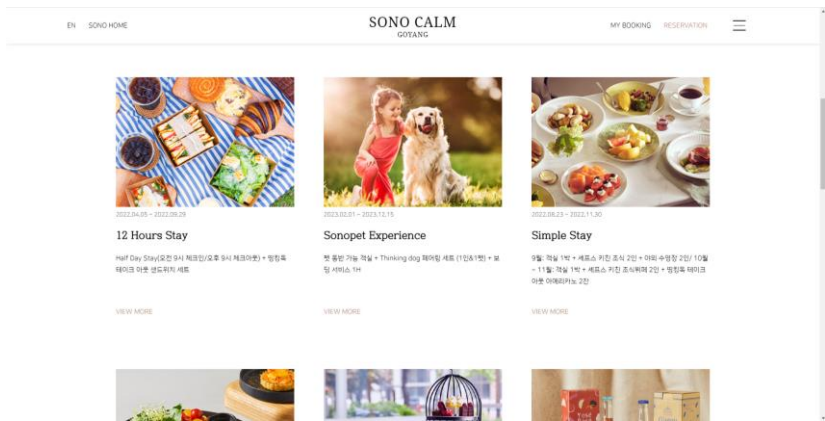 EN SONO HOME
SONO CALM
GOYANG
MY BOOKING RESERVATION
2022.04.05 ~ 2022.09.29
12 Hours Stay
Half Day Stay(오전 9시 체크인/오후 9시 체크아웃) + 띵킹독
테이크 아웃 샌드위치 세트
VIEW MORE
2023.02.01 ~ 2023.12.15
Sonopet Experience
펫 동반 가능 객실 + Thinking dog 페어링 세트 (1인&1펫) + 보
딩 서비스 1H
VIEW MORE
2022.08.23 ~ 2022.11.30
Simple Stay
9월: 객실 1박 + 셰프스 키친 조식 2인 + 야외 수영장 2인/ 10월
~ 11월: 객실 1박 + 셰프스 키친 조식뷔페 2인 + 띵킹독 테이크
아웃 아메리카노 2잔
VIEW MORE